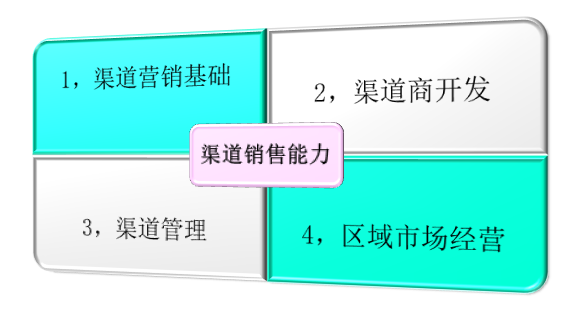 1，渠道营销基础
2，渠道商开发
渠道销售能力
3，渠道管理
4，区域市场经营